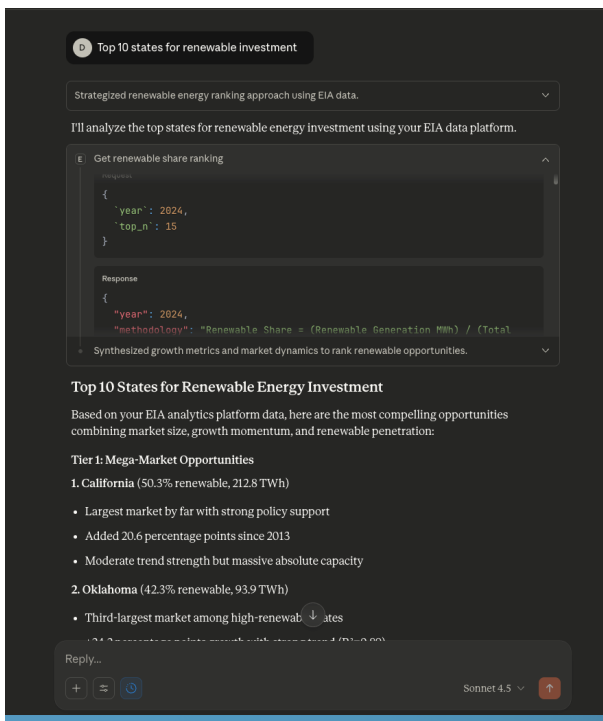 D Top 10 states for renewable investment
Strategized renewable energy ranking approach using EIA data.
I'll analyze the top states for renewable energy investment using your EIA data platform.
E Get renewable share ranking
Request
{
`year`: 2024,
`top_n`: 15
}
Response
{
"year": 2024,
"methodology": "Renewable Share = (Renewable Generation MWh) / (Total
Synthesized growth metrics and market dynamics to rank renewable opportunities.
Top 10 States for Renewable Energy Investment
Based on your EIA analytics platform data, here are the most compelling opportunities
combining market size, growth momentum, and renewable penetration:
Tier 1: Mega-Market Opportunities
1. California (50.3% renewable, 212.8 TWh)
• Largest market by far with strong policy support
• Added 20.6 percentage points since 2013
• Moderate trend strength but massive absolute capacity
2. Oklahoma (42.3% renewable, 93.9 TWh)
• Third-largest market among high-renewab ates
percentage points growth with strong trend
Reply...
Sonnet 4.5